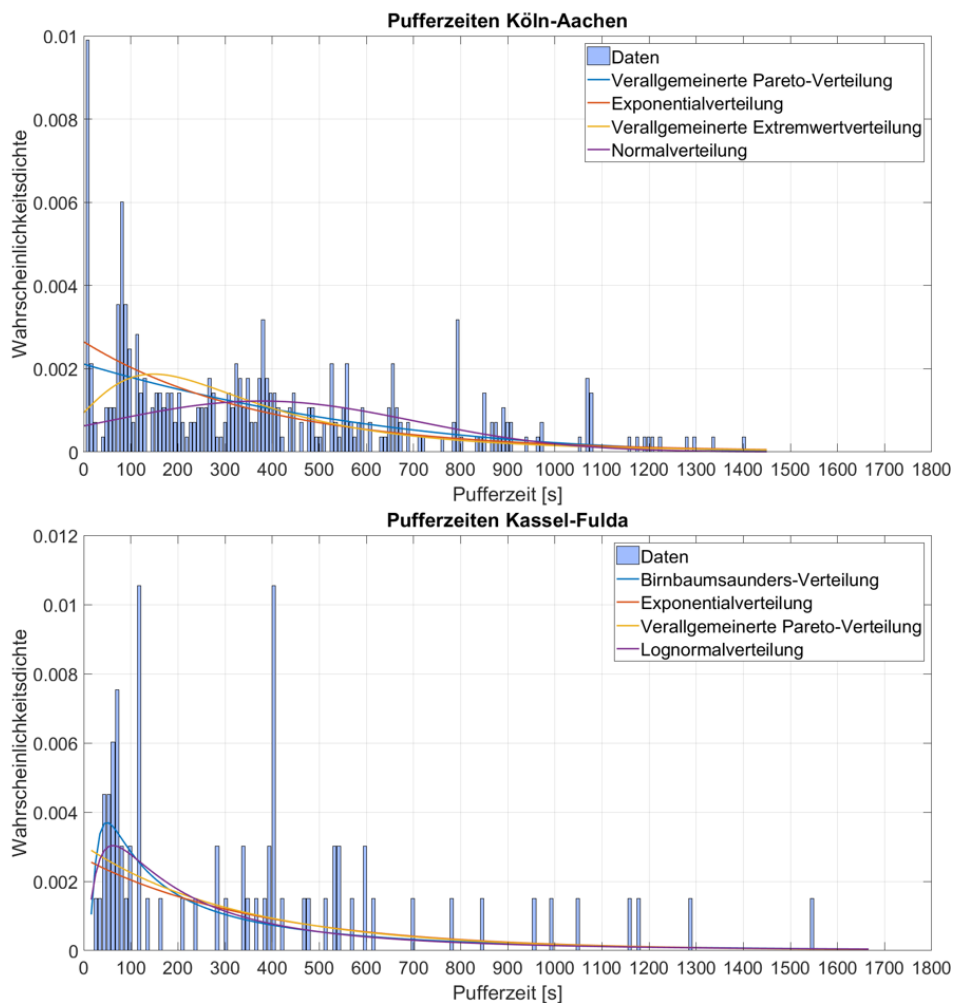 Pufferzeiten Köln-Aachen
0.01
0.008
0.006
0.004
0.002
0
Wahrscheinlichkeitsdichte
Daten
Verallgemeinerte Pareto-Verteilung
Exponentialverteilung
Verallgemeinerte Extremwertverteilung
Normalverteilung
0 100 200 300 400 500 600 700 800 900 1000 1100 1200 1300 1400 1500 1600 1700 1800
Pufferzeit [s]
Pufferzeiten Kassel-Fulda
0.012
0.01
0.008
0.006
0.004
0.002
0
Wahrscheinlichkeitsdichte
Daten
Birnbaumsaunders-Verteilung
Exponentialverteilung
Verallgemeinerte Pareto-Verteilung
Lognormalverteilung
0 100 200 300 400 500 600 700 800 900 1000 1100 1200 1300 1400 1500 1600 1700 1800
Pufferzeit [s]